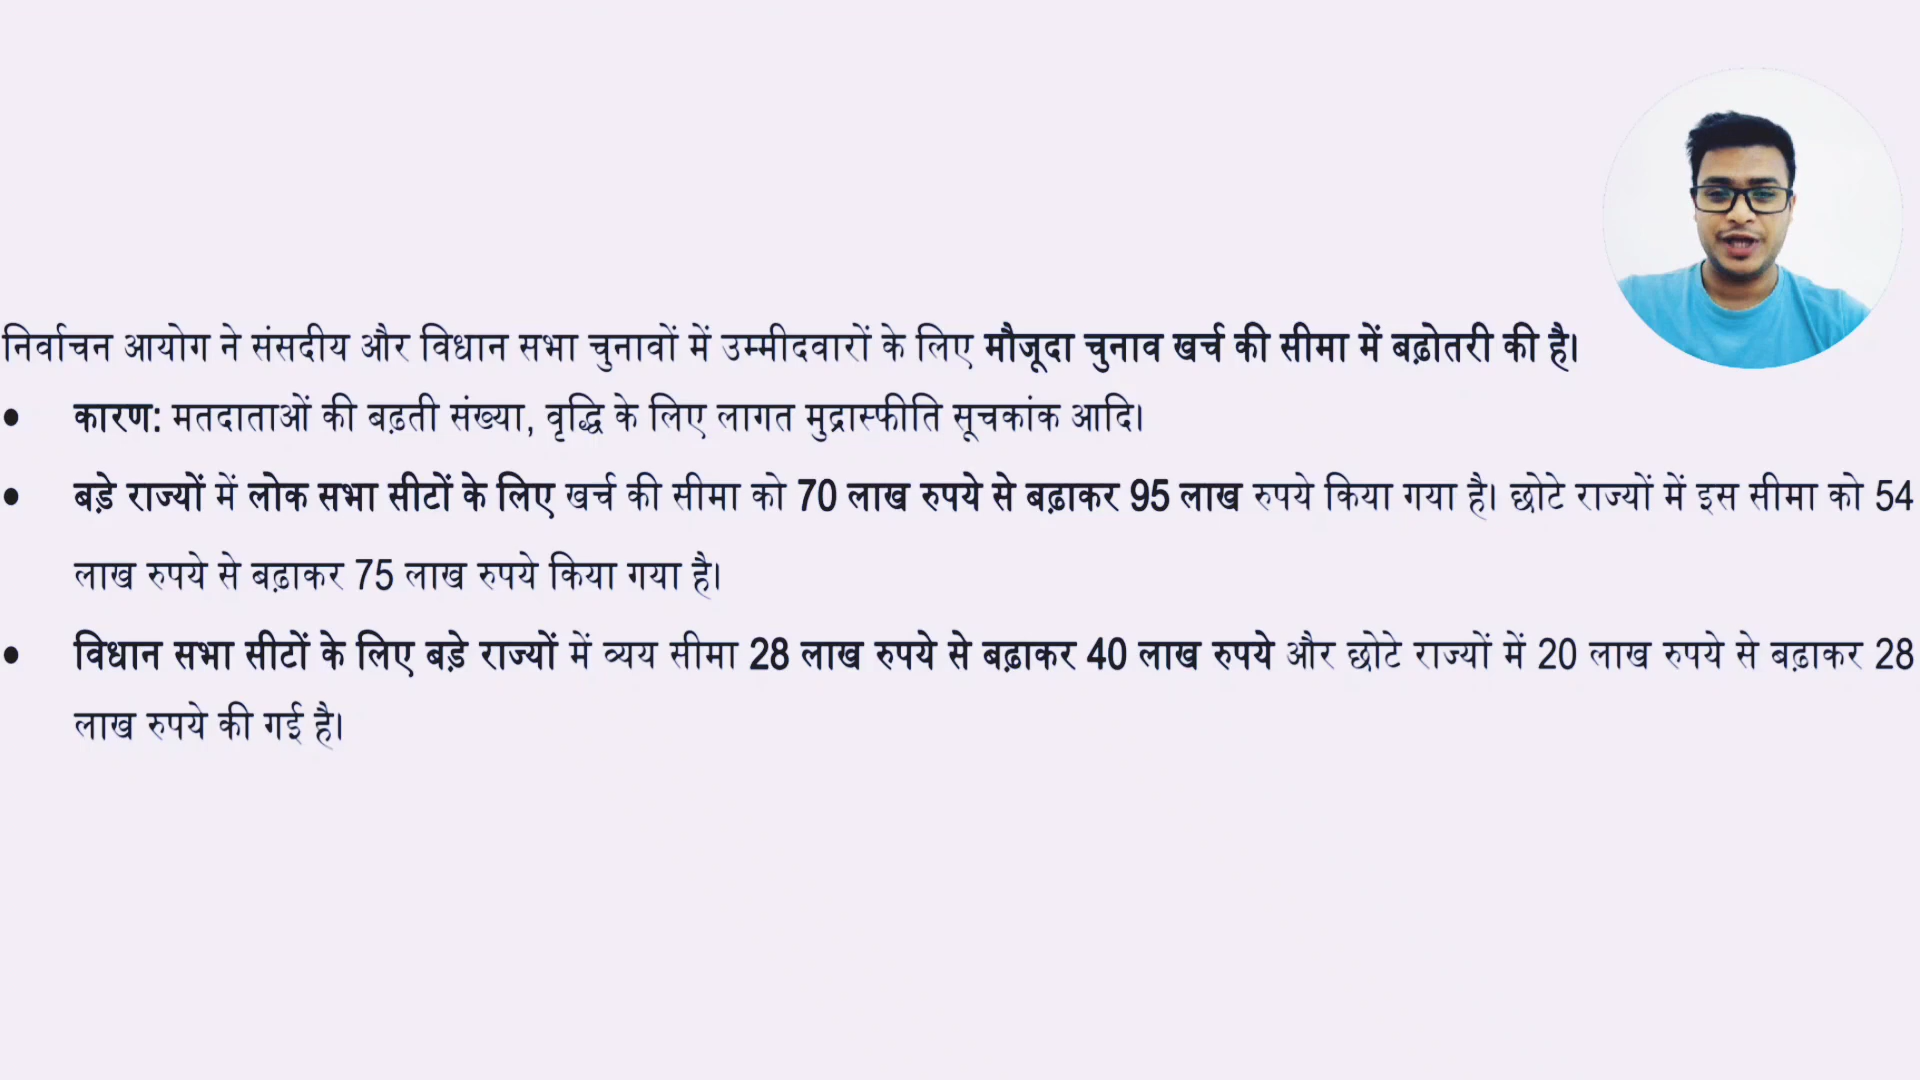 निर्वाचन आयोग ने संसदीय और विधान सभा चुनावों में उम्मीदवारों के लिए मौजूदा चुनाव खर्च की सीमा में बढ़ोतरी की है।
• कारण: मतदाताओं की बढ़ती संख्या, वृद्धि के लिए लागत मुद्रास्फीति सूचकांक आदि।
• बड़े राज्यों में लोक सभा सीटों के लिए खर्च की सीमा को 70 लाख रुपये से बढ़ाकर 95 लाख रुपये किया गया है। छोटे राज्यों में इस सीमा को 54
लाख रुपये से बढ़ाकर 75 लाख रुपये किया गया है।
• विधान सभा सीटों के लिए बड़े राज्यों में व्यय सीमा 28 लाख रुपये से बढ़ाकर 40 लाख रुपये और छोटे राज्यों में 20 लाख रुपये से बढ़ाकर 28
लाख रुपये की गई है।